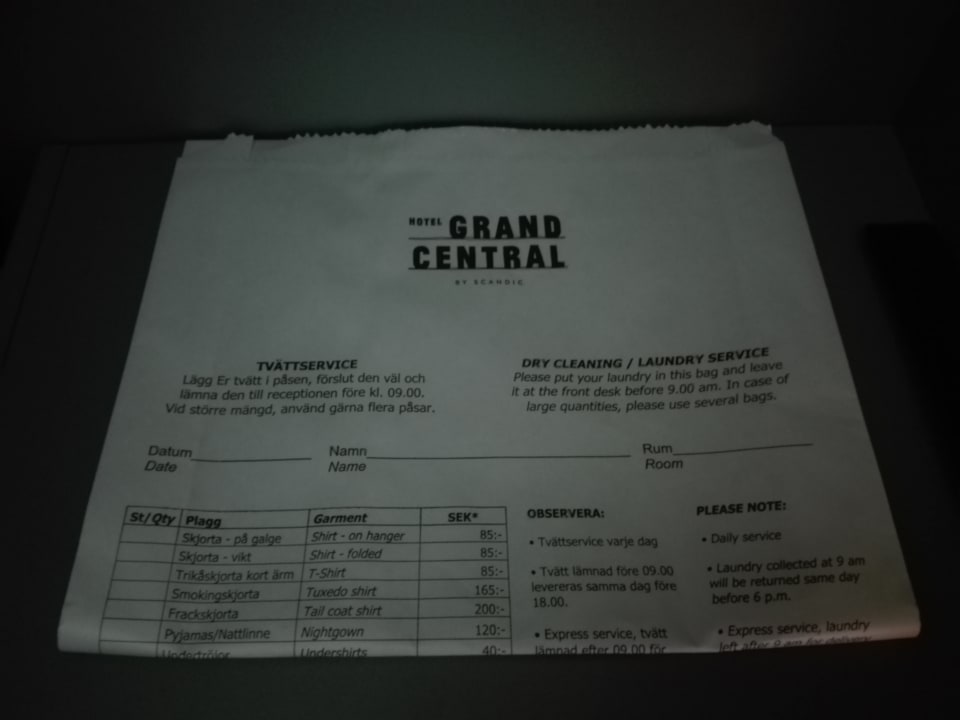 HOTEL GRAND
CENTRAL
BY SCANDIC
TVÄTTSERVICE
Lägg Er tvätt i påsen, förslut den väl och
lämna den till receptionen före kl. 09.00.
Vid större mängd, använd gärna flera påsar.
DRY CLEANING / LAUNDRY SERVICE
Please put your laundry in this bag and leave
it at the front desk before 9.00 am. In case of
large quantities, please use several bags.
Datum Namn Rum
Date Name Room
St/Qty Plagg Garment SEK*
Skjorta - på galge Shirt - on hanger 85:-
Skjorta - vikt Shirt - folded 85:-
Trikåskjorta kort ärm T-Shirt 85:-
Smokingskjorta Tuxedo shirt 165:-
Frackskjorta Tail coat shirt 200:-
Pyjamas/Nattlinne Nightgown 120:-
Undertröjor Undershirts 40:-
OBSERVERA:
• Tvättservice varje dag
• Tvätt lämnad före 09.00
levereras samma dag före
18.00.
• Express service, tvätt
lämnad efter 09.00 för
PLEASE NOTE:
• Daily service
• Laundry collected at 9 am
will be returned same day
before 6 p.m.
• Express service, laundry
left after 9 am for delivery